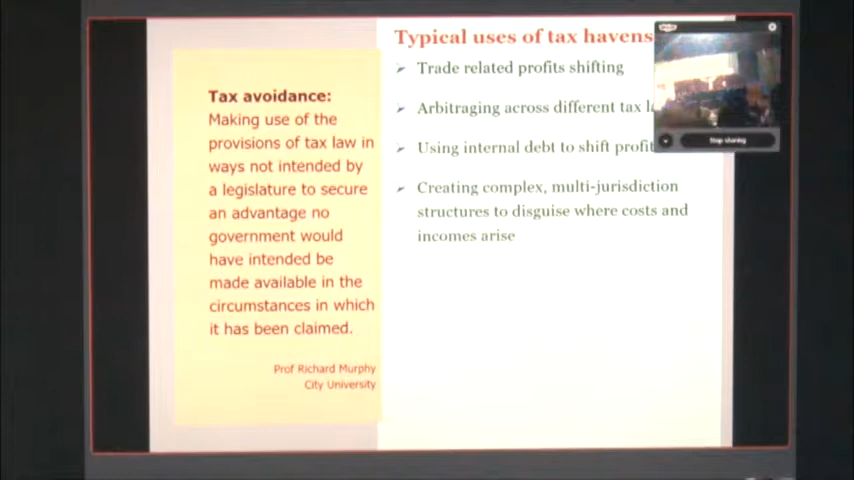 Tax avoidance:
Making use of the
provisions of tax law in
ways not intended by
a legislature to secure
an advantage no
government would
have intended be
made available in the
circumstances in which
it has been claimed.
Prof Richard Murphy
City University
Typical uses of tax havens
➢ Trade related profits shifting
➢ Arbitraging across different tax
➢ Using internal debt to shift
➢ Creating complex, multi-jurisdiction
structures to disguise where costs and
incomes arise
Stop sharing